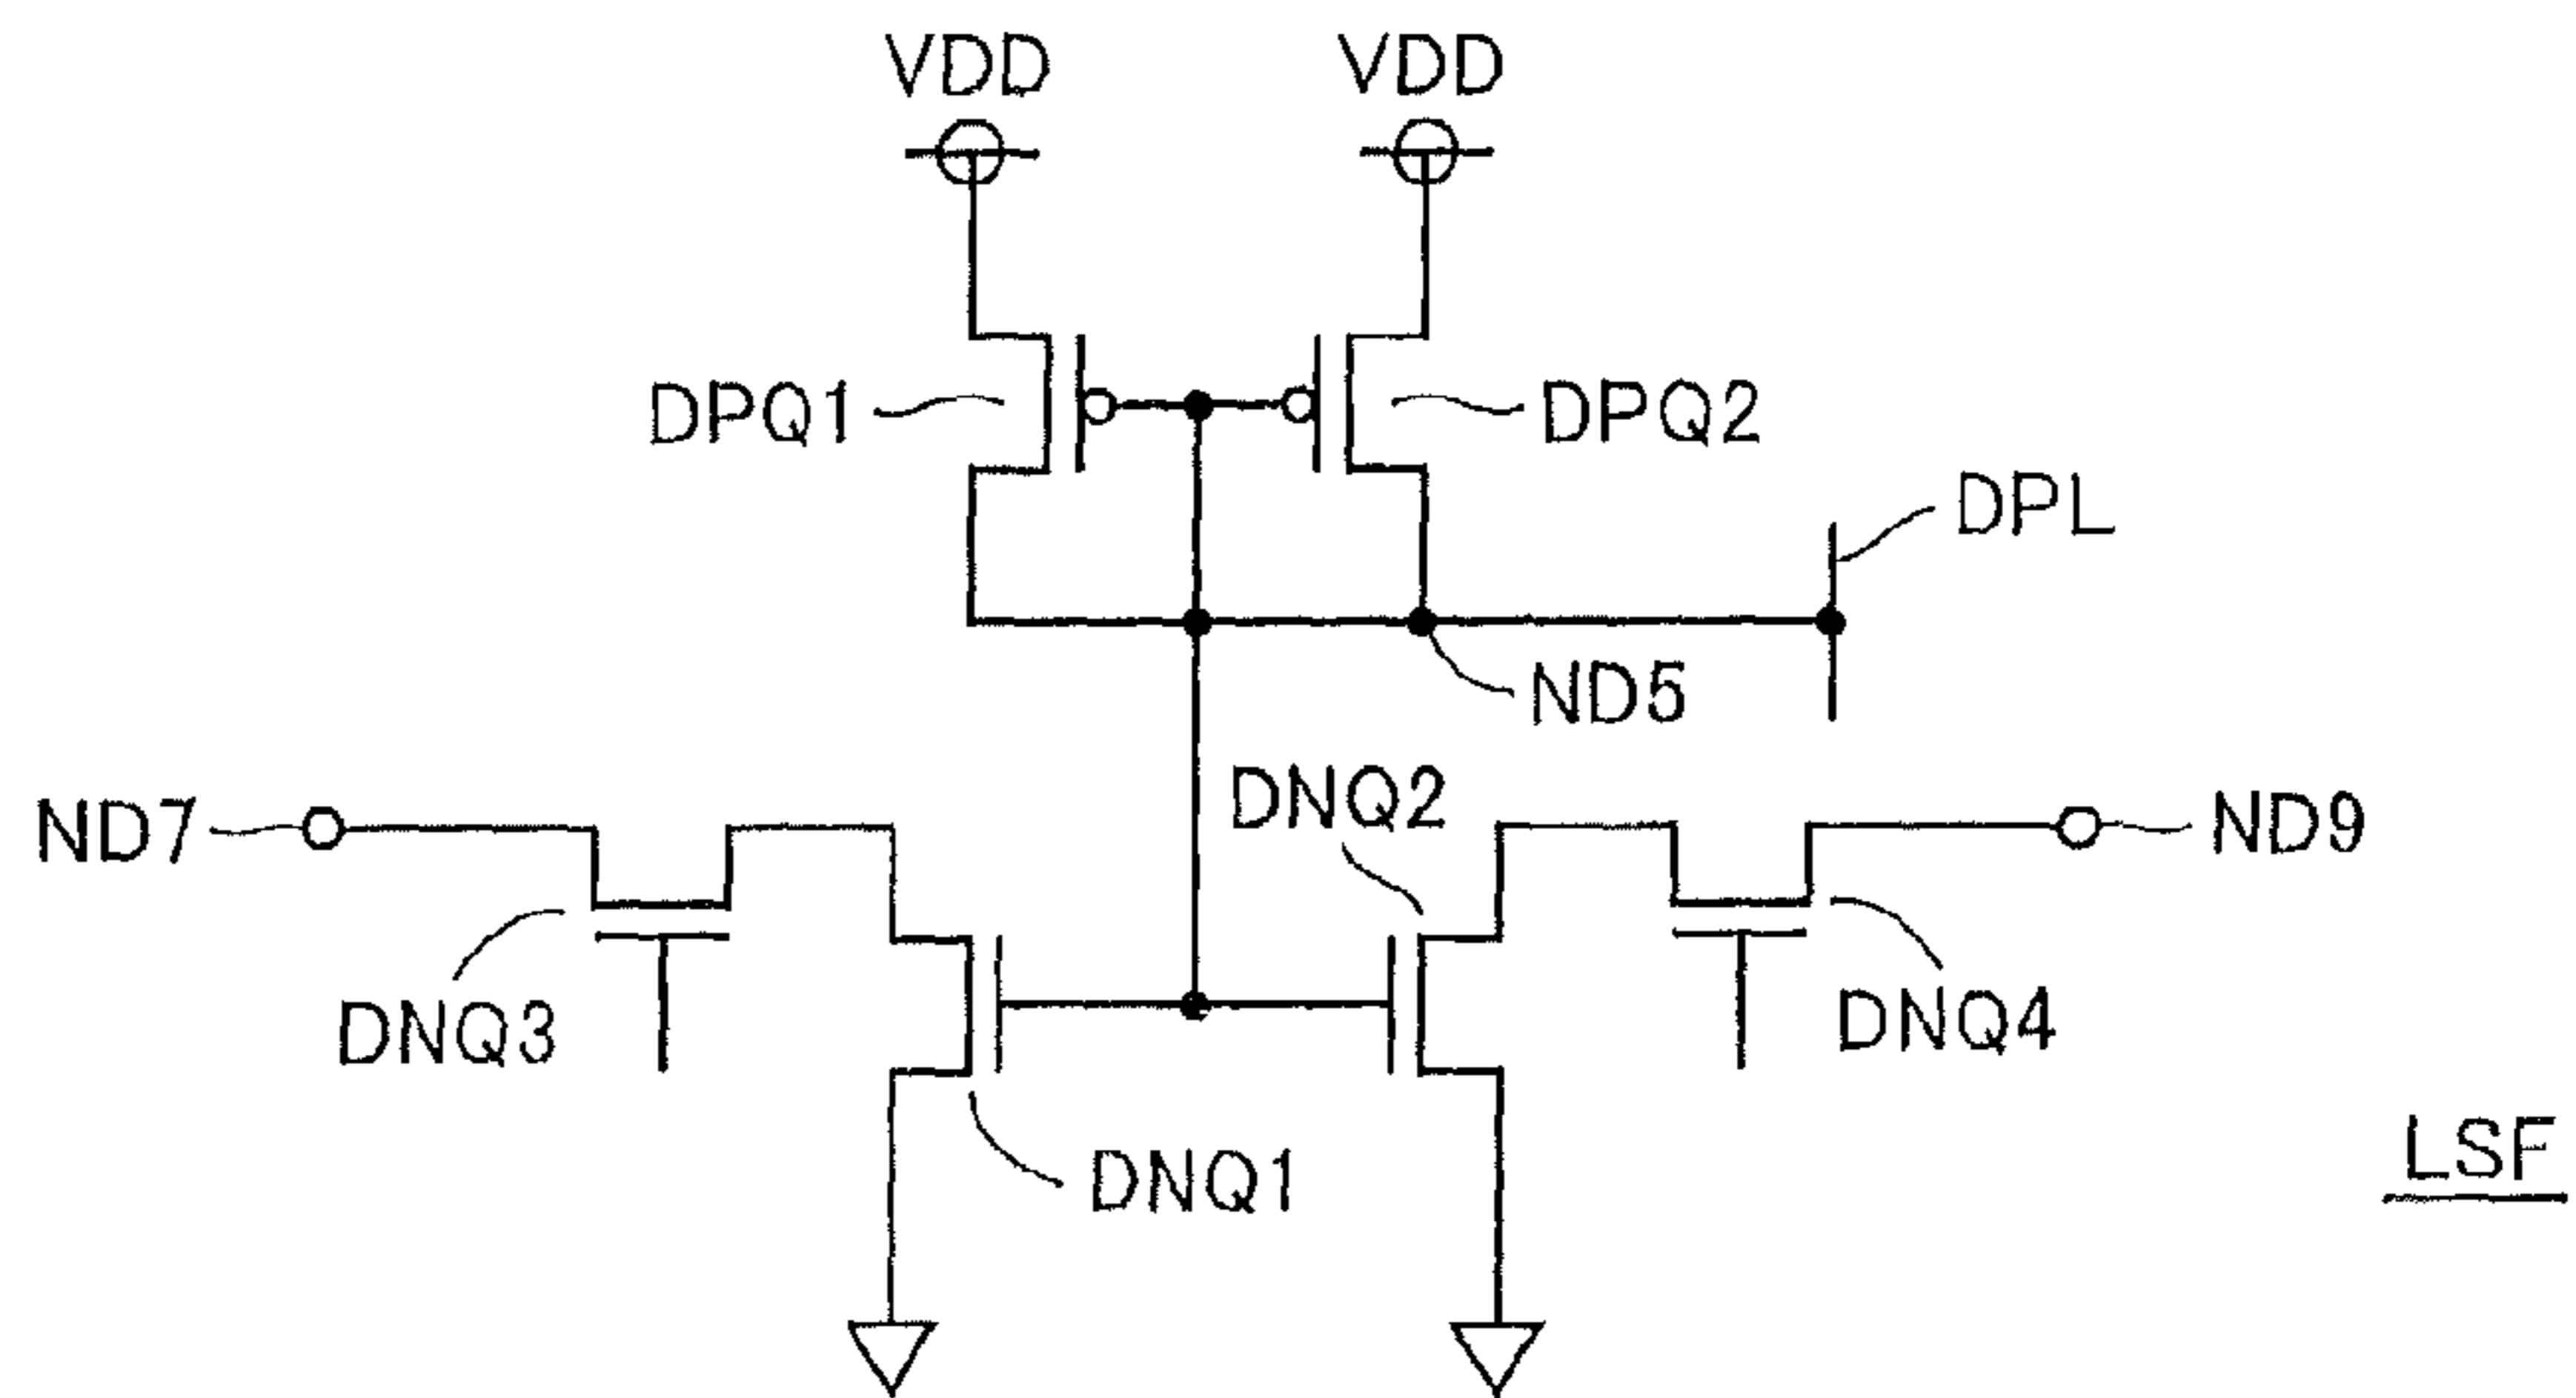 VDD VDD
DPQ1 DPQ2
DPL
ND5
ND7 DNQ2 ND9
DNQ3 DNQ4
DNQ1
LSF